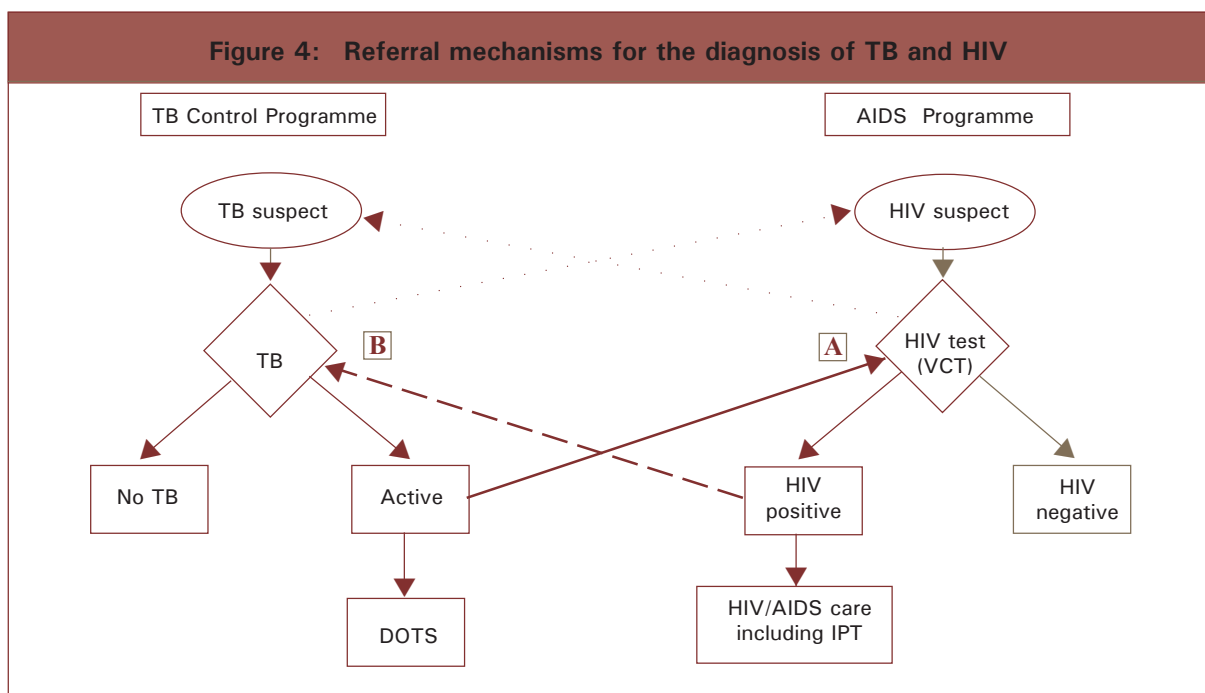 Figure 4: Referral mechanisms for the diagnosis of TB and HIV
TB Control Programme
AIDS Programme
TB suspect
HIV suspect
TB
B
A
HIV test
(VCT)
No TB
Active
HIV
positive
HIV
negative
DOTS
HIV/AIDS care
including IPT